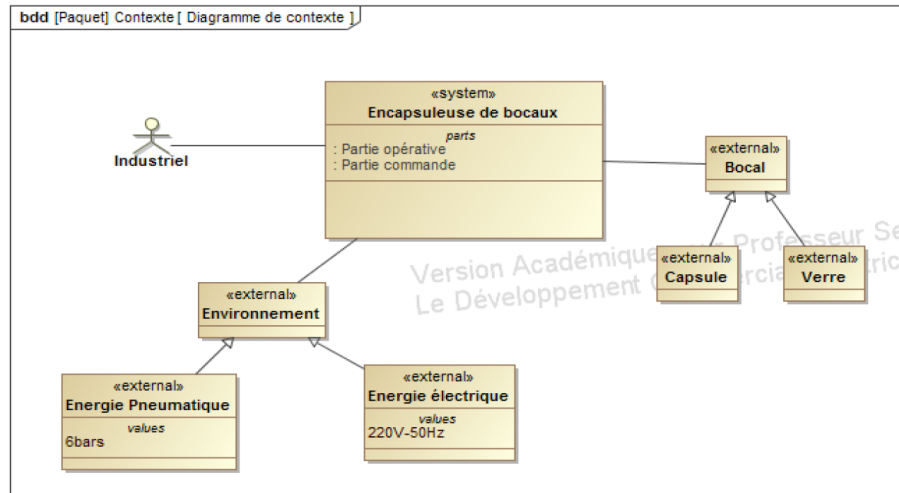 bdd [Paquet] Contexte [ Diagramme de contexte ]
«system»
Encapsuleuse de bocaux
parts
: Partie opérative
: Partie commande
Industriel
«external»
Bocal
«external»
Capsule
«external»
Verre
Version Académique Professeur Se
Le Développement
«external»
Environnement
«external»
Energie Pneumatique
values
6bars
«external»
Energie électrique
values
220V-50Hz